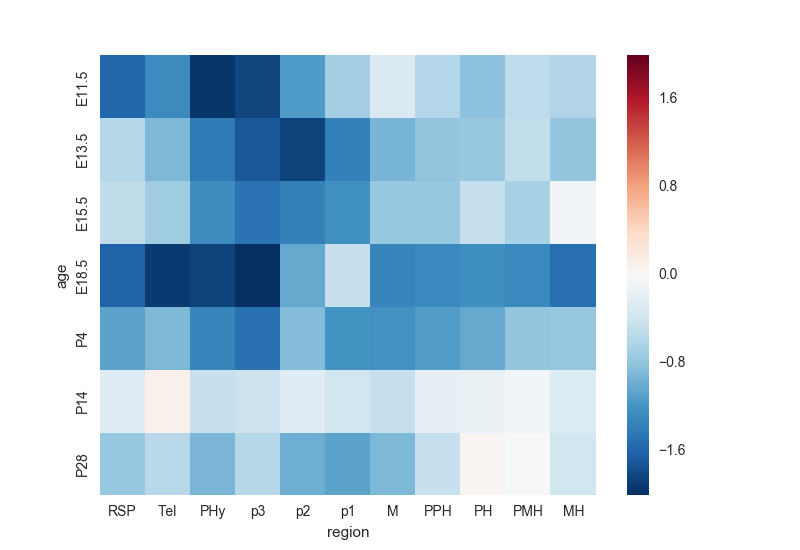 E11.5
E13.5
E15.5
E18.5
P4
P14
P28
age
RSP Tel PHy p3 p2 p1 M PPH PH PMH MH
region
1.6
0.8
0.0
−0.8
−1.6